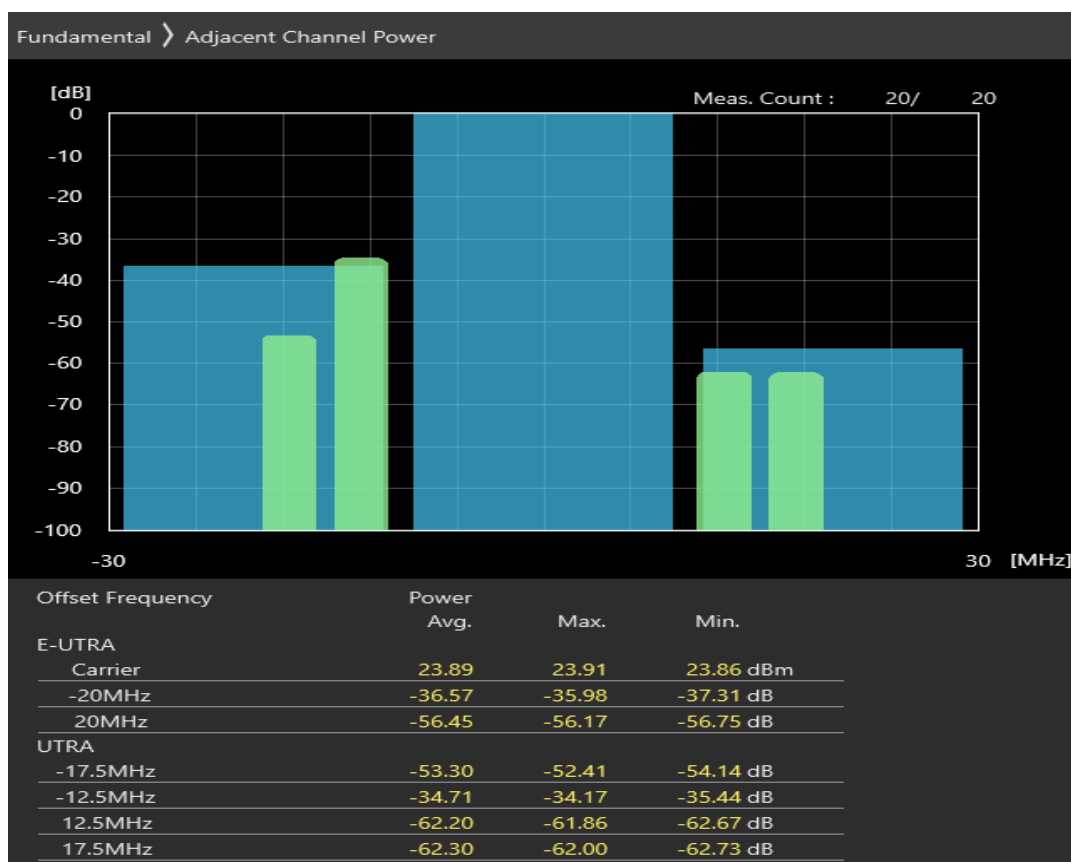 Fundamental ❯ Adjacent Channel Power
[dB]
Meas. Count : 20/ 20
0
-10
-20
-30
-40
-50
-60
-70
-80
-90
-100
-30 30 [MHz]
Offset Frequency Power
Avg. Max. Min.
E-UTRA
Carrier 23.89 23.91 23.86 dBm
-20MHz -36.57 -35.98 -37.31 dB
20MHz -56.45 -56.17 -56.75 dB
UTRA
-17.5MHz -53.30 -52.41 -54.14 dB
-12.5MHz -34.71 -34.17 -35.44 dB
12.5MHz -62.20 -61.86 -62.67 dB
17.5MHz -62.30 -62.00 -62.73 dB